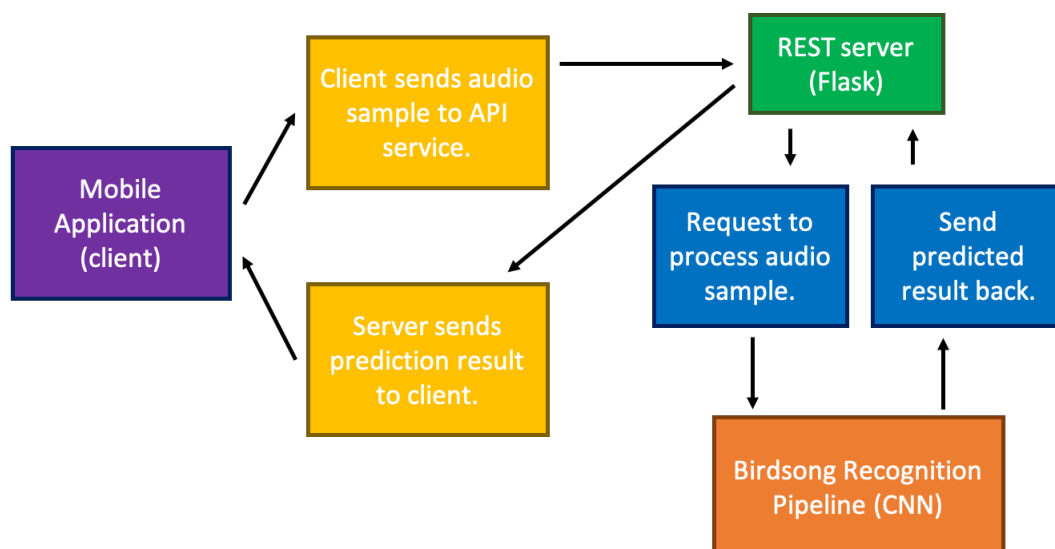 Mobile
Application
(client)
Client sends audio
sample to API
service.
REST server
(Flask)
Request to
process audio
sample.
Send
predicted
result back.
Birdsong Recognition
Pipeline (CNN)
Server sends
prediction result
to client.